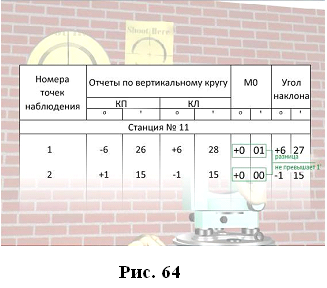 Номера точек наблюдения
Отчеты по вертикальному кругу
М0
Угол наклона
КП
КЛ
° ' ° ' ° ' ° '
Станция № 11
1 -6 26 +6 28 +0 01 +6 27
разница
не превышает 1'
2 +1 15 -1 15 +0 00 -1 15
Рис. 64